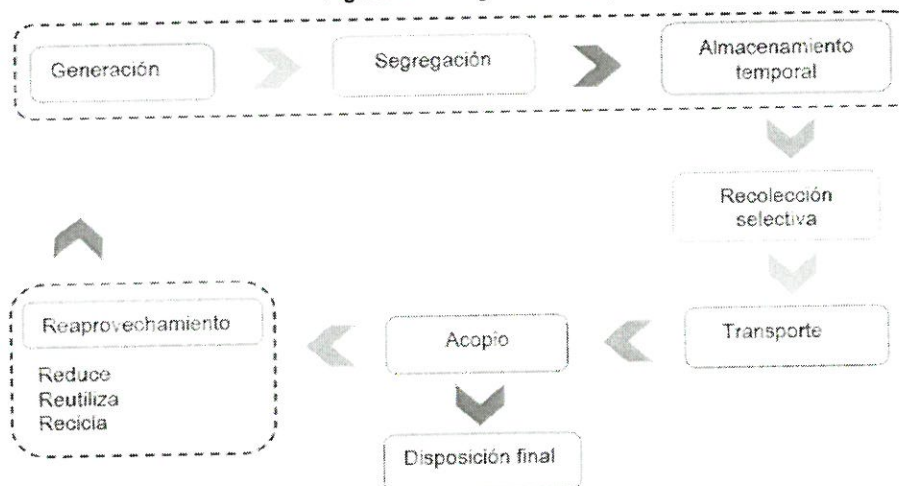 Generación
Segregación
Almacenamiento
temporal
Recolección
selectiva
Transporte
Acopio
Reaprovechamiento
Reduce
Reutiliza
Recicla
Disposición final